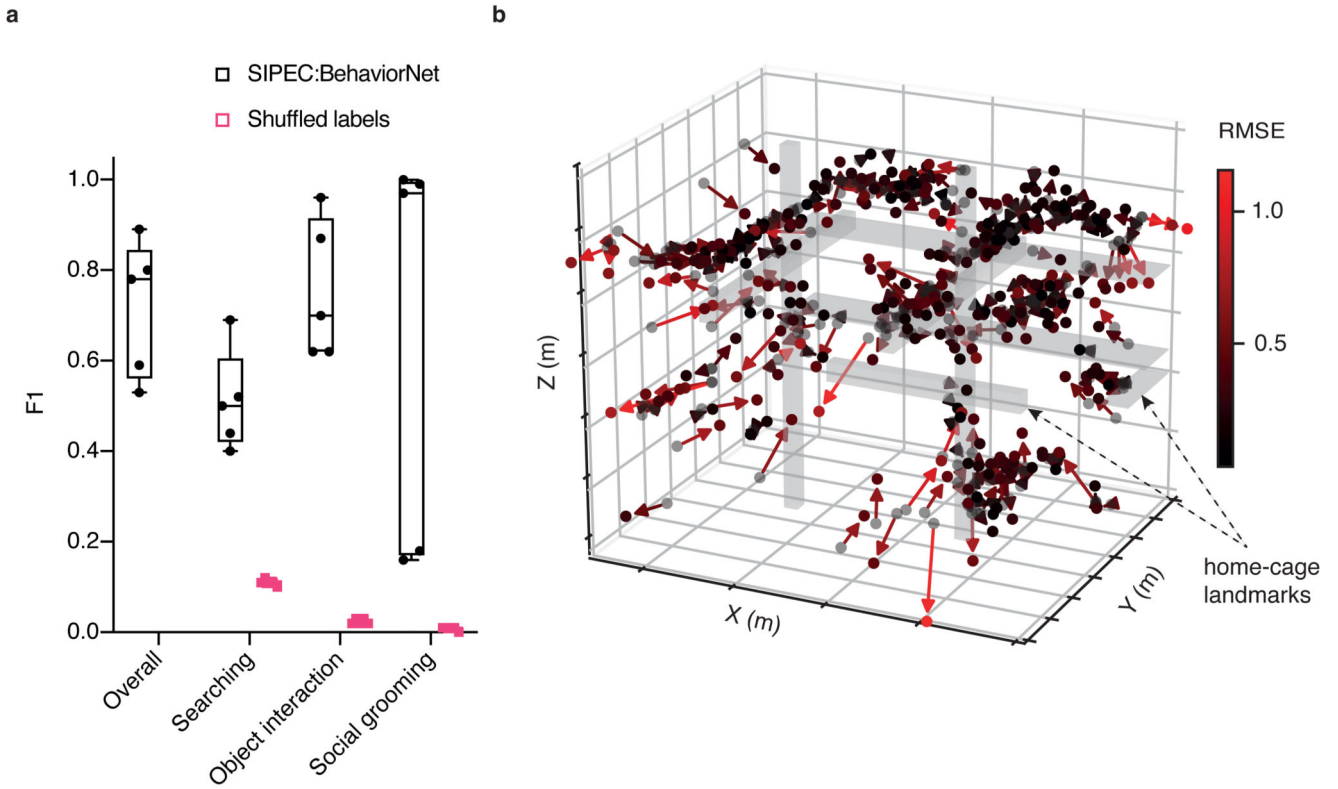 a
SIPEC:BehaviorNet
Shuffled labels
F1
1.0
0.8
0.6
0.4
0.2
0.0
Overall
Searching
Object interaction
Social grooming
b
RMSE
1.0
0.5
Z (m)
X (m)
Y (m)
home-cage
landmarks